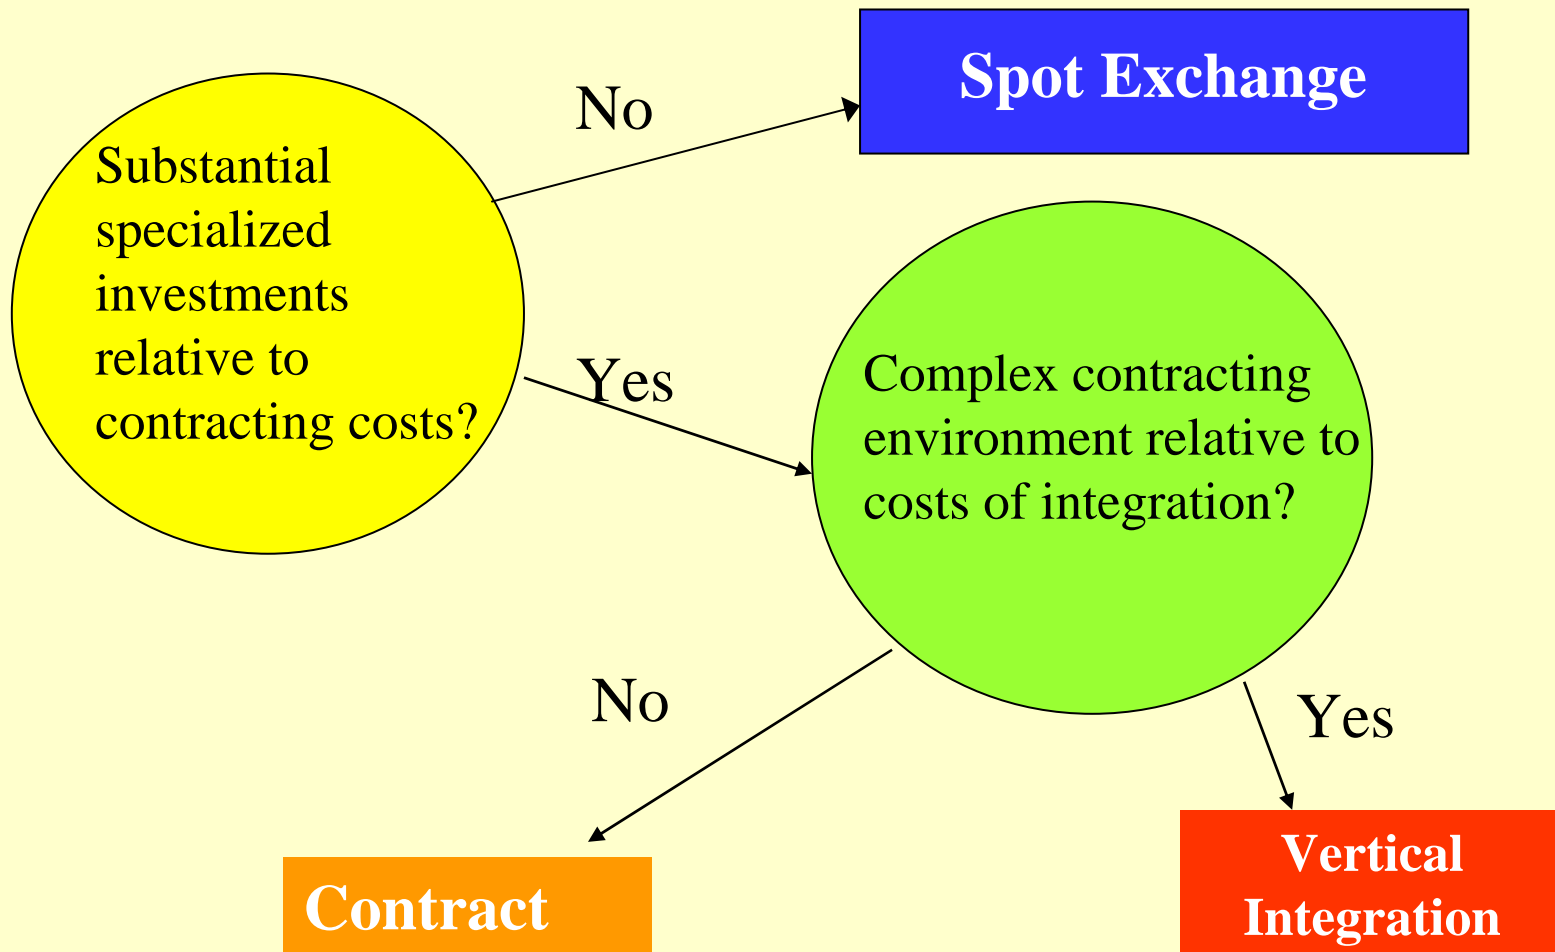 Spot Exchange
No
Substantial
specialized
investments
relative to
contracting costs?
Yes
Complex contracting
environment relative to
costs of integration?
No
Yes
Contract
Vertical
Integration